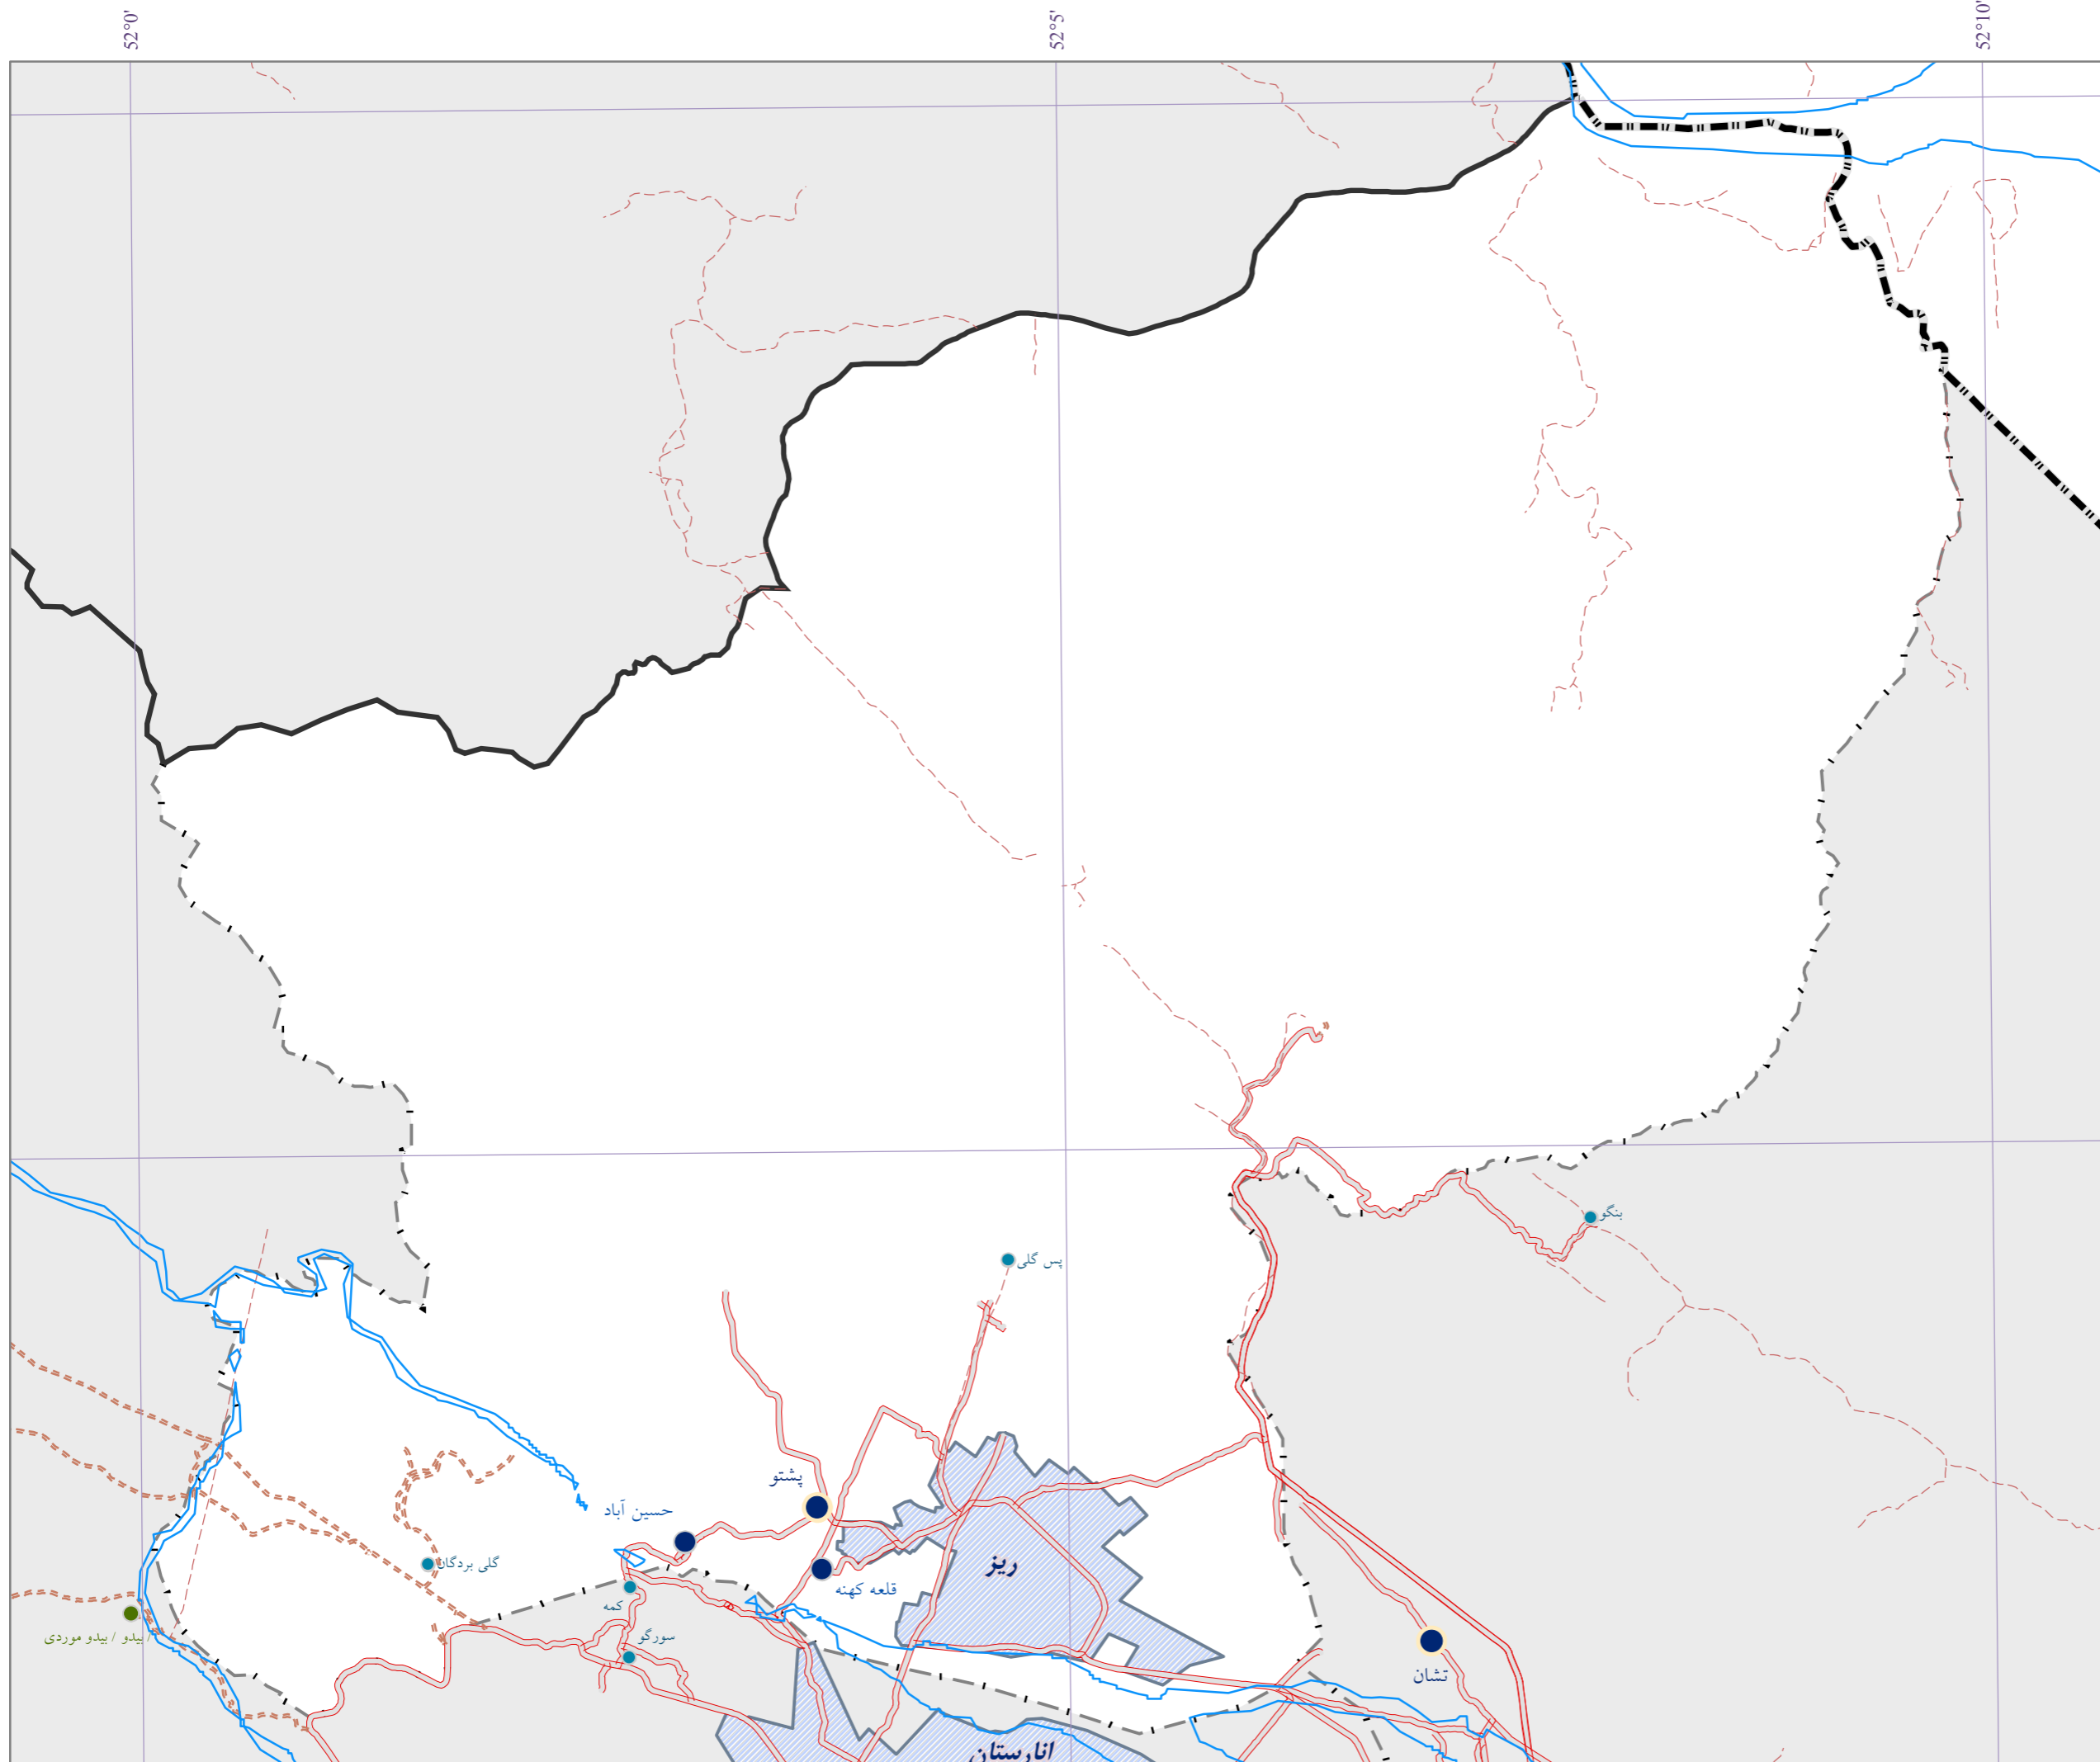 52°0'
52°5'
52°10'
بنگو
پس گلی
پشتو
حسین آباد
گلی بردگان
ریز
قلعه کهنه
کمه
سورگو
بیدو / بیدو موردی
تشان
انارستان